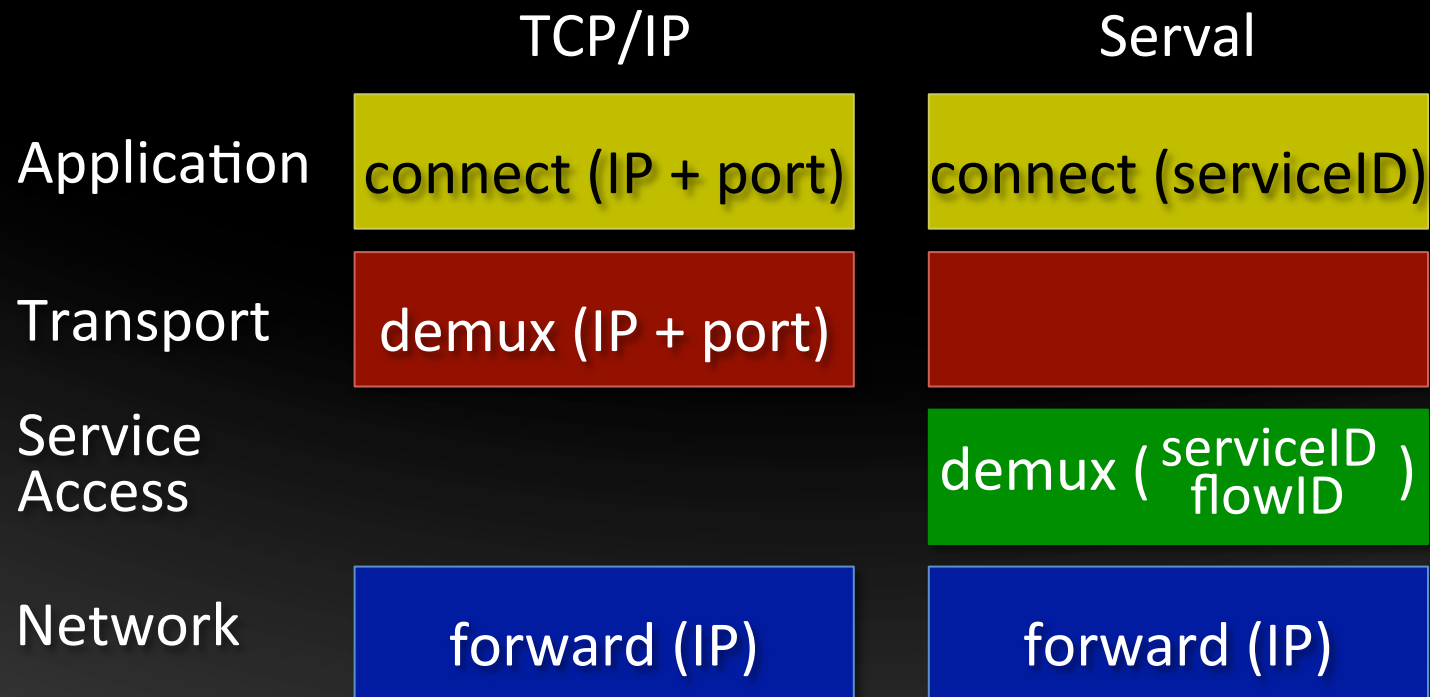 TCP/IP Serval
Application connect (IP + port) connect (serviceID)
Transport demux (IP + port)
Service
Access demux ( serviceID
flowID )
Network forward (IP) forward (IP)